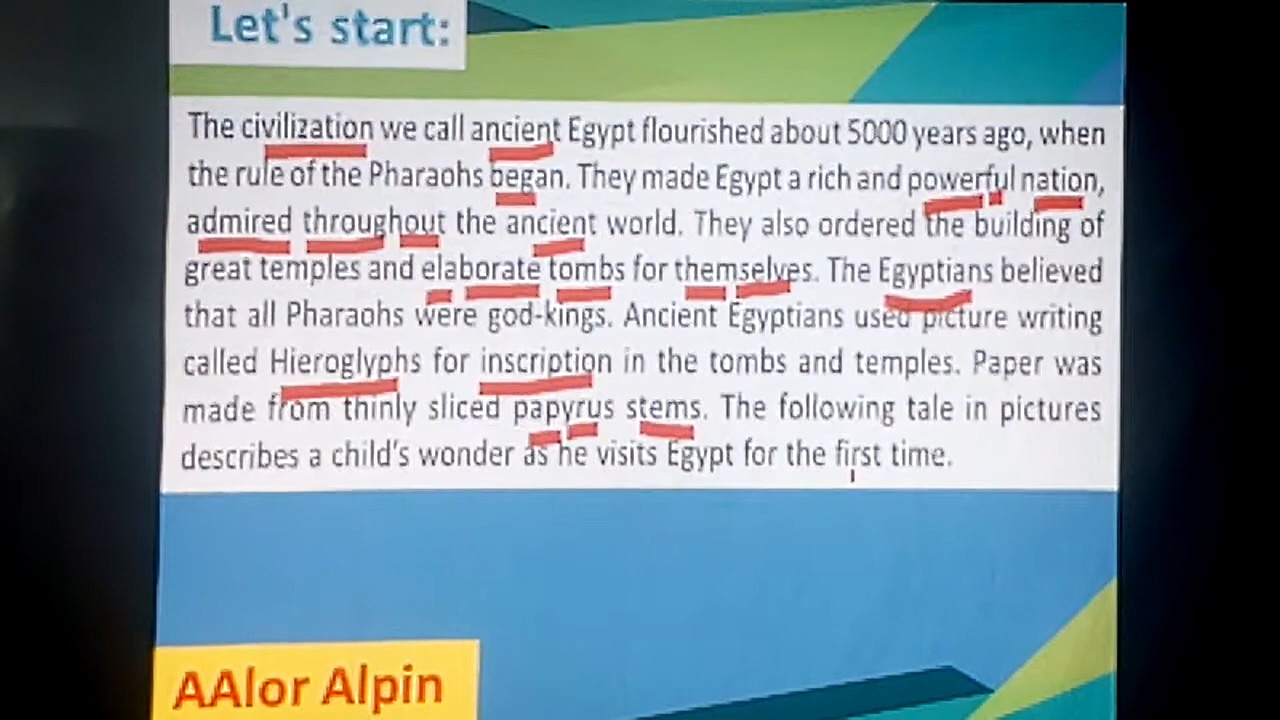 Let's start:
The civilization we call ancient Egypt flourished about 5000 years ago, when
the rule of the Pharaohs began. They made Egypt a rich and powerful nation,
admired throughout the ancient world. They also ordered the building of
great temples and elaborate tombs for themselves. The Egyptians believed
that all Pharaohs were god-kings. Ancient Egyptians used picture writing
called Hieroglyphs for inscription in the tombs and temples. Paper was
made from thinly sliced papyrus stems. The following tale in pictures
describes a child's wonder as he visits Egypt for the first time.
AAlor Alpin